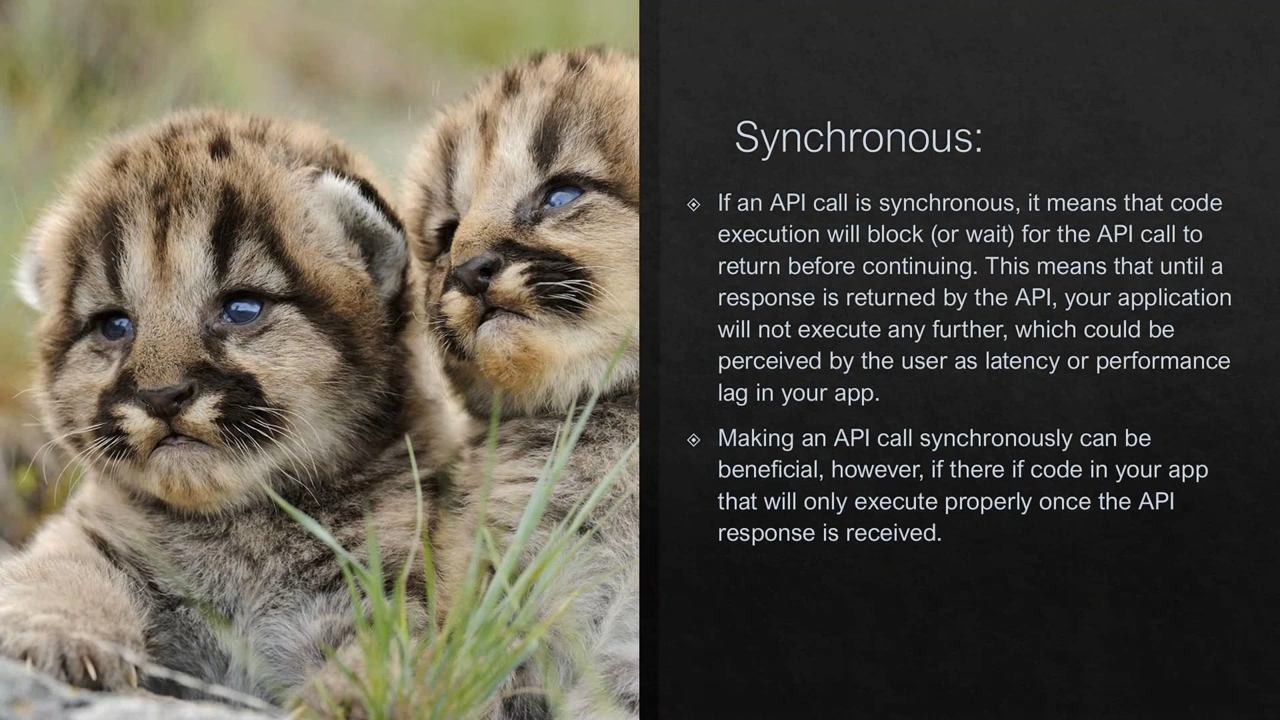 Synchronous:
If an API call is synchronous, it means that code
execution will block (or wait) for the API call to
return before continuing. This means that until a
response is returned by the API, your application
will not execute any further, which could be
perceived by the user as latency or performance
lag in your app.
Making an API call synchronously can be
beneficial, however, if there if code in your app
that will only execute properly once the API
response is received.